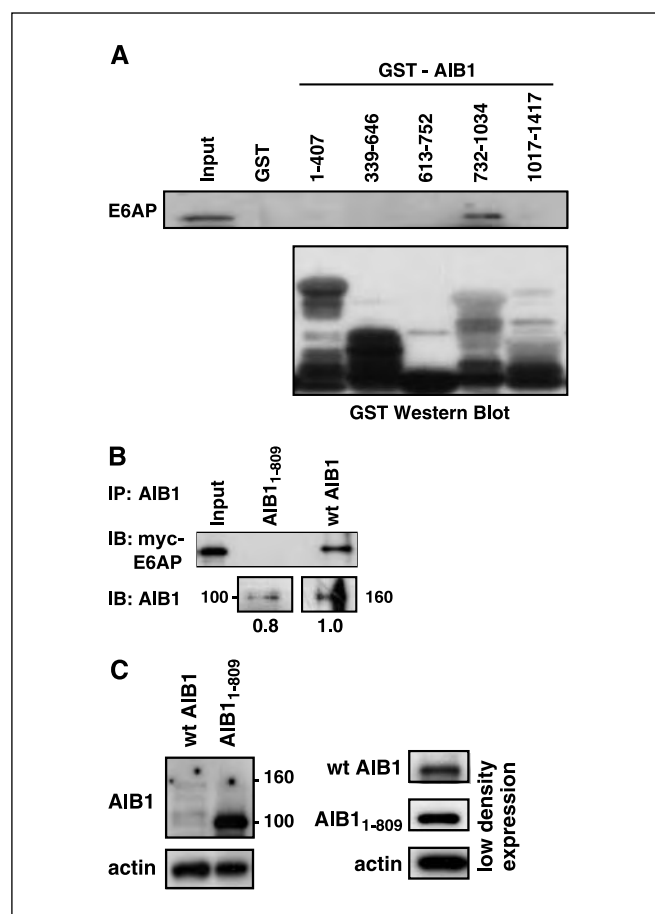 A
GST - AIB1
Input
GST
1-407
339-646
613-752
732-1034
1017-1417
E6AP
GST Western Blot
B
IP: AIB1
Input
AIB1₁₋₈₀₉
wt AIB1
IB: myc-
E6AP
IB: AIB1
100
160
0.8
1.0
C
wt AIB1
AIB1₁₋₈₀₉
AIB1
160
100
actin
wt AIB1
AIB1₁₋₈₀₉
actin
low density
expression